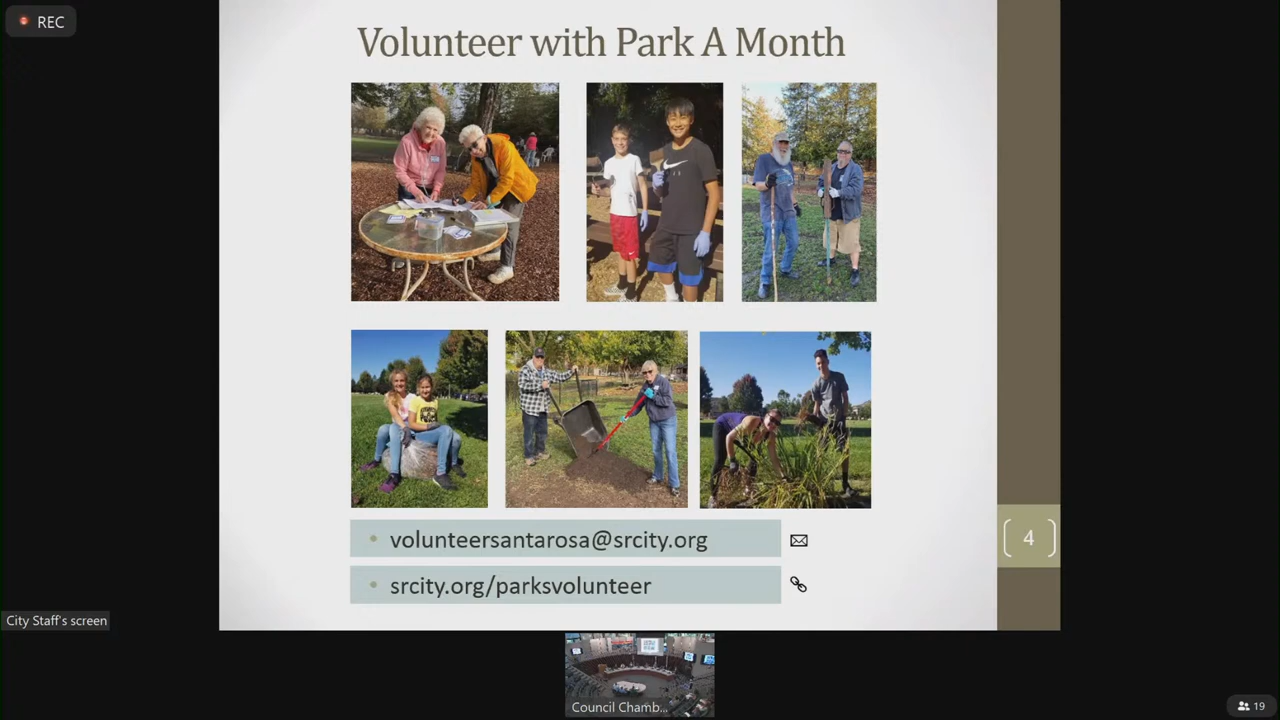 REC
Volunteer with Park A Month
volunteersantarosa@srcity.org
srcity.org/parksvolunteer
4
City Staff's screen
Council Chamb...
19